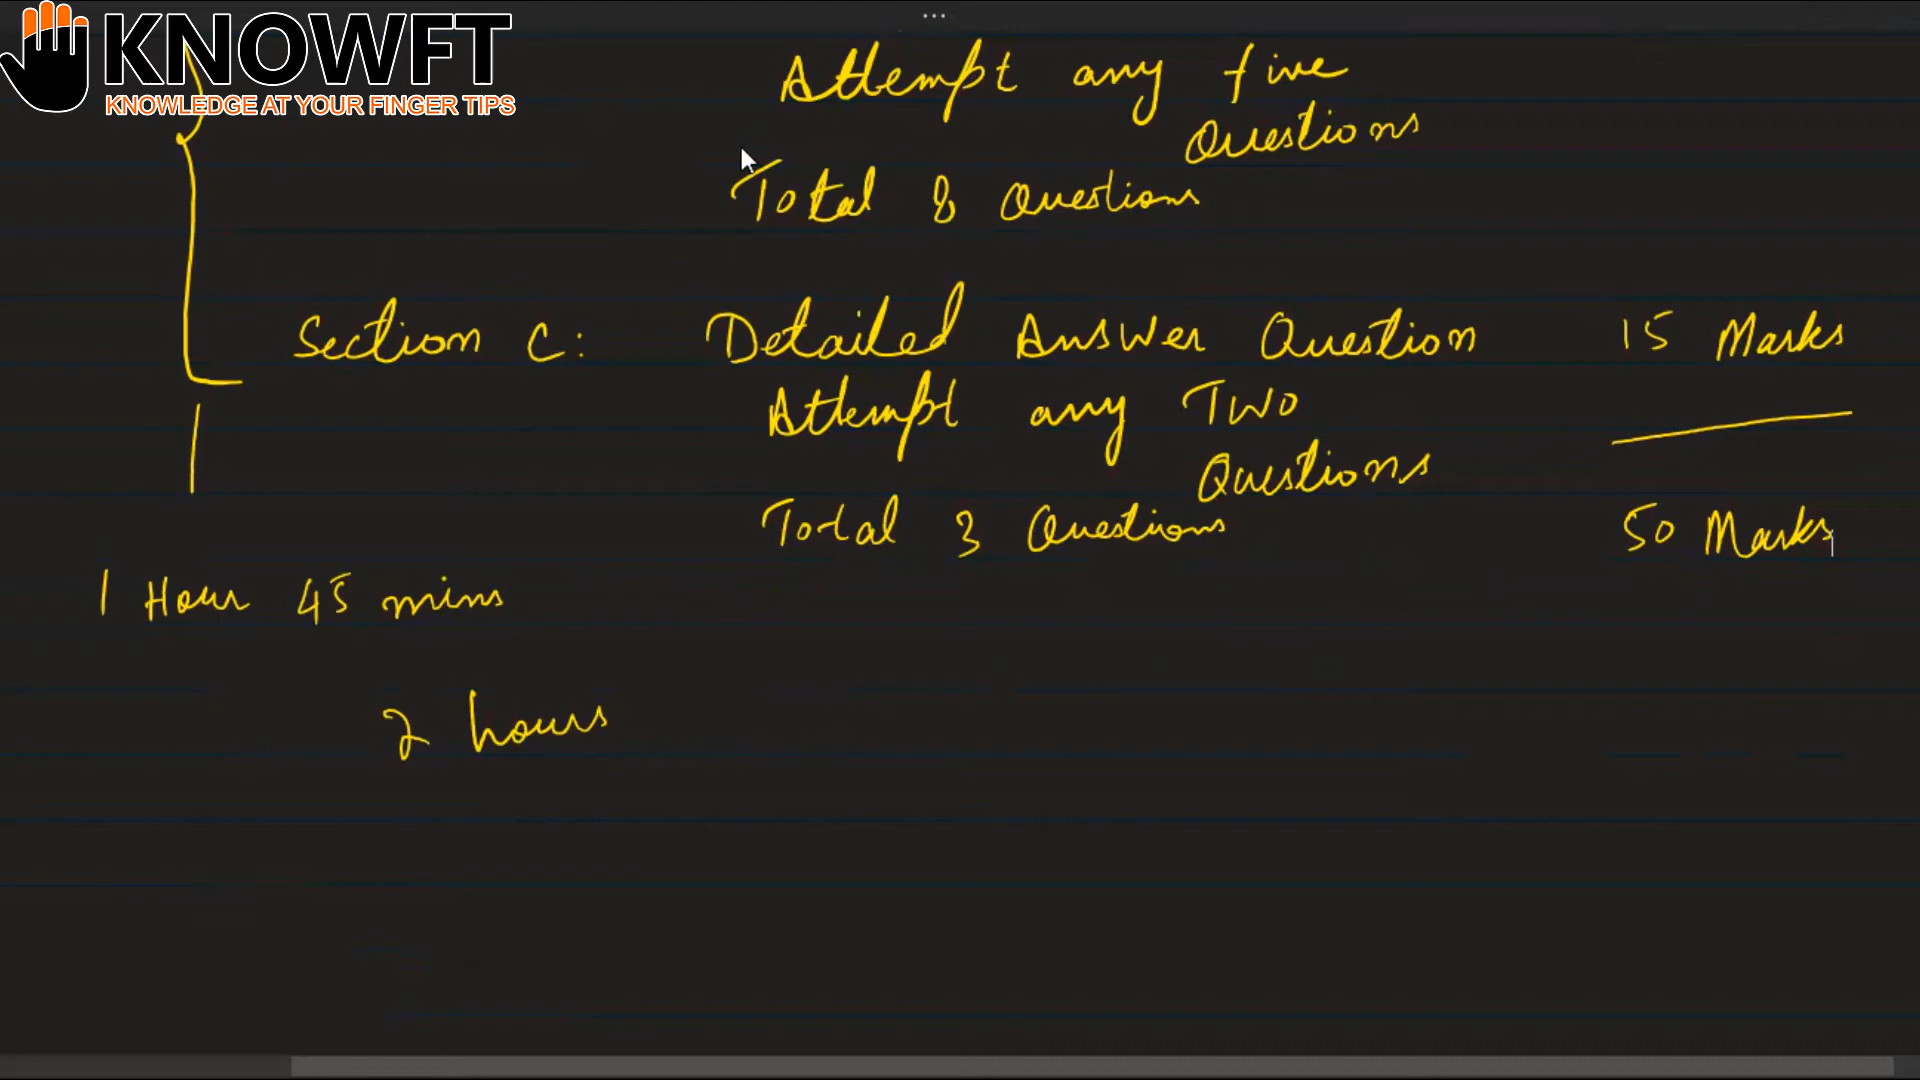 KNOWFT
KNOWLEDGE AT YOUR FINGER TIPS
...
Attempt any five
Questions
Total 8 Questions
Section C: Detailed Answer Question 15 Marks
Attempt any Two
Questions
Total 3 Questions 50 Marks
1 Hour 45 mins
2 hours